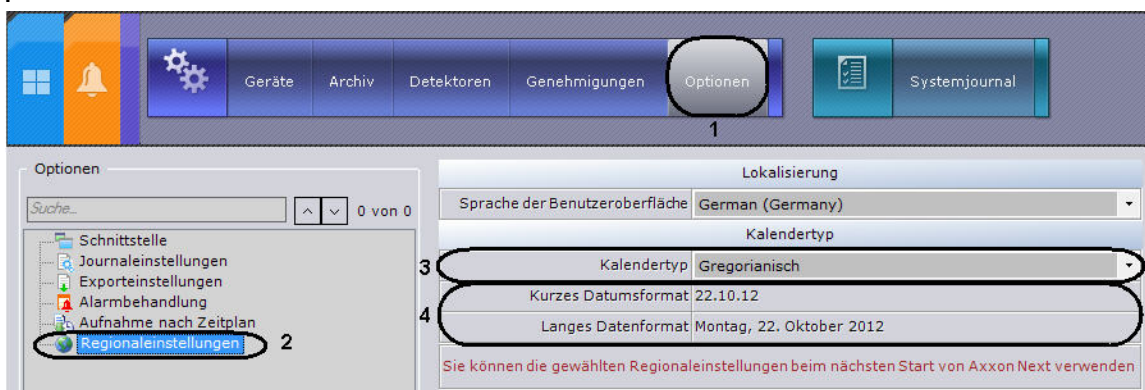 Geräte Archiv Detektoren Genehmigungen Optionen Systemjournal
1
Optionen
Suche... 0 von 0
Schnittstelle
Journaleinstellungen
Exporteinstellungen
Alarmbehandlung
Aufnahme nach Zeitplan
Regionaleinstellungen 2
Lokalisierung
Sprache der Benutzeroberfläche German (Germany)
Kalendertyp
3 Kalendertyp Gregorianisch
4 Kurzes Datumsformat 22.10.12
Langes Datenformat Montag, 22. Oktober 2012
Sie können die gewählten Regionaleinstellungen beim nächsten Start von Axxon Next verwenden